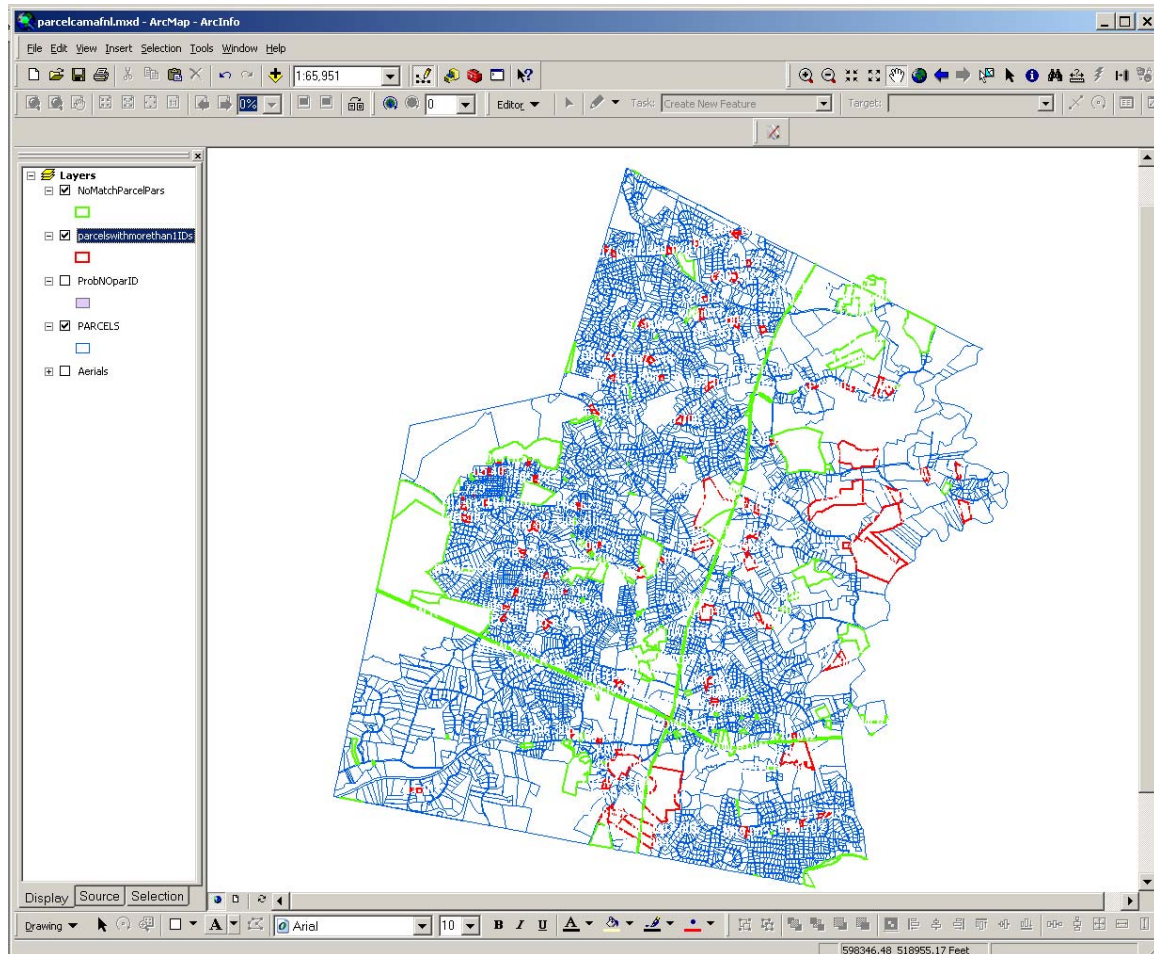 parcelcamafnl.mxd - ArcMap - ArcInfo
File Edit View Insert Selection Tools Window Help
1:65,951
0% 0 Editor Task: Create New Feature Target:
Layers
NoMatchParcelPars
parcelswithmorethan1IDs
ProbNOparID
PARCELS
Aerials
Display Source Selection
Drawing A Arial 10 B I U A
598346.48 518955.17 Feet